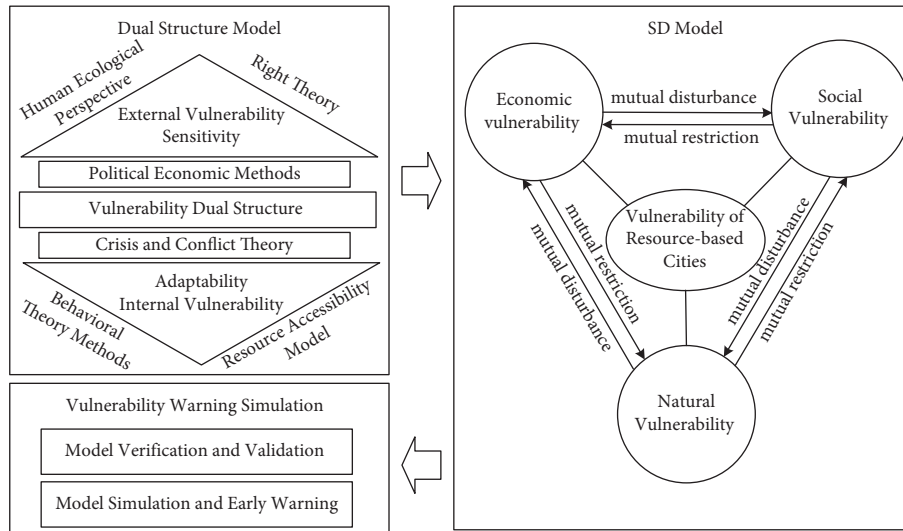 Dual Structure Model
Human Ecological
Perspective
Right Theory
External Vulnerability
Sensitivity
Political Economic Methods
Vulnerability Dual Structure
Crisis and Conflict Theory
Adaptability
Internal Vulnerability
Behavioral
Theory Methods
Resource Accessibility
Model
SD Model
Economic
vulnerability
mutual disturbance
mutual restriction
Social
Vulnerability
Vulnerability of
Resource-based
Cities
mutual restriction
mutual disturbance
mutual disturbance
mutual restriction
Natural
Vulnerability
Vulnerability Warning Simulation
Model Verification and Validation
Model Simulation and Early Warning